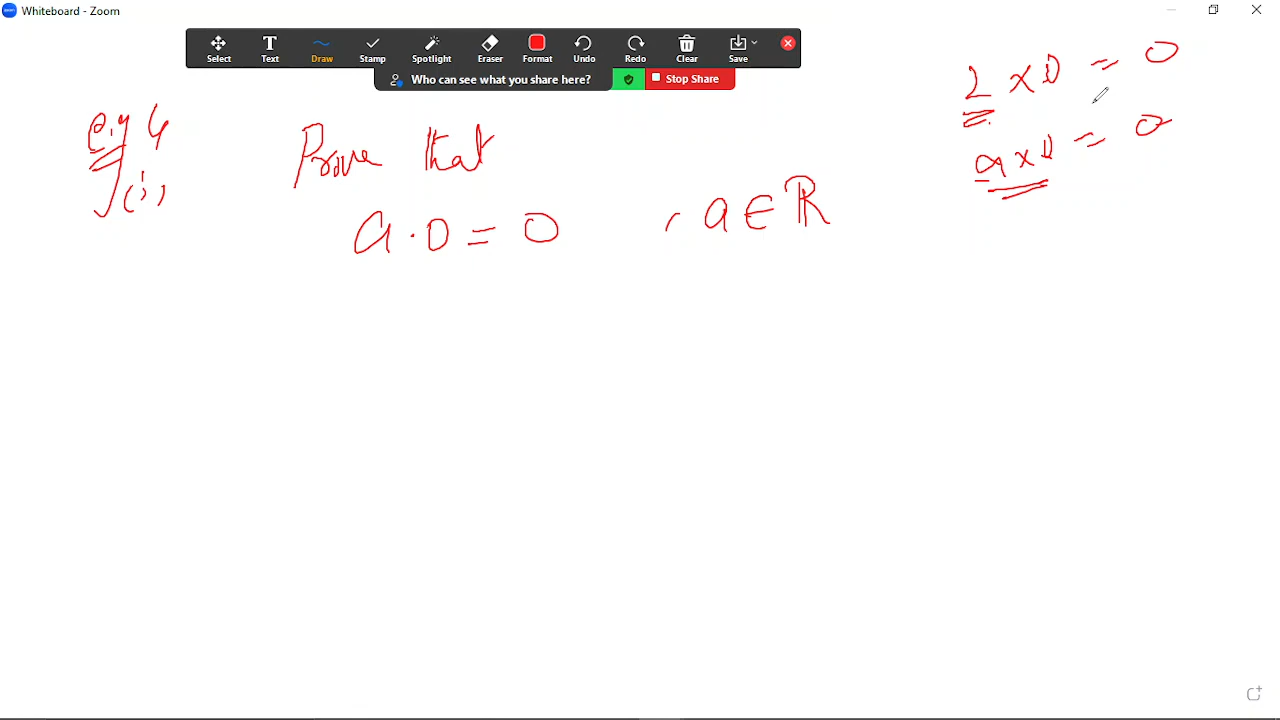 Whiteboard - Zoom
Select Text Draw Stamp Spotlight Eraser Format Undo Redo Clear Save
Who can see what you share here? Stop Share
e.g 4
(i)
Prove that
a · 0 = 0 , a ∈ ℝ
2 × 0 = 0
a × 0 = 0